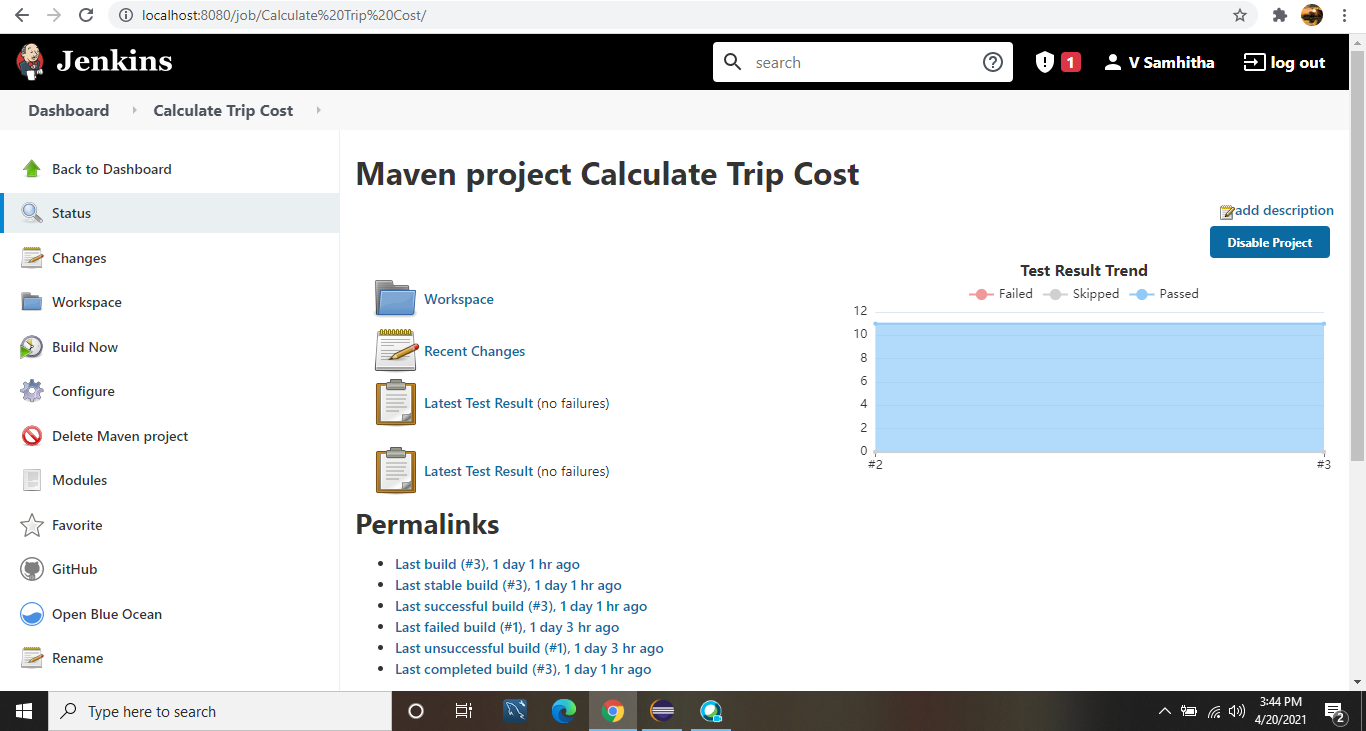 localhost:8080/job/Calculate%20Trip%20Cost/
Jenkins
search
1
V Samhitha
log out
Dashboard
Calculate Trip Cost
Back to Dashboard
Status
Changes
Workspace
Build Now
Configure
Delete Maven project
Modules
Favorite
GitHub
Open Blue Ocean
Rename
Maven project Calculate Trip Cost
add description
Disable Project
Workspace
Recent Changes
Latest Test Result (no failures)
Latest Test Result (no failures)
Test Result Trend
Failed Skipped Passed
12
10
8
6
4
2
0
#2 #3
Permalinks
Last build (#3), 1 day 1 hr ago
Last stable build (#3), 1 day 1 hr ago
Last successful build (#3), 1 day 1 hr ago
Last failed build (#1), 1 day 3 hr ago
Last unsuccessful build (#1), 1 day 3 hr ago
Last completed build (#3), 1 day 1 hr ago
Type here to search
3:44 PM
4/20/2021
2